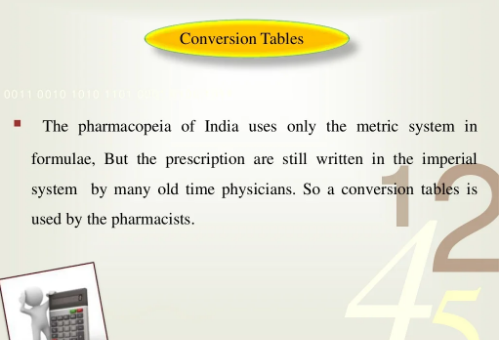 Conversion Tables
0011 0010 1010 1101
The pharmacopeia of India uses only the metric system in
formulae, But the prescription are still written in the imperial
system by many old time physicians. So a conversion tables is
used by the pharmacists.
12
45